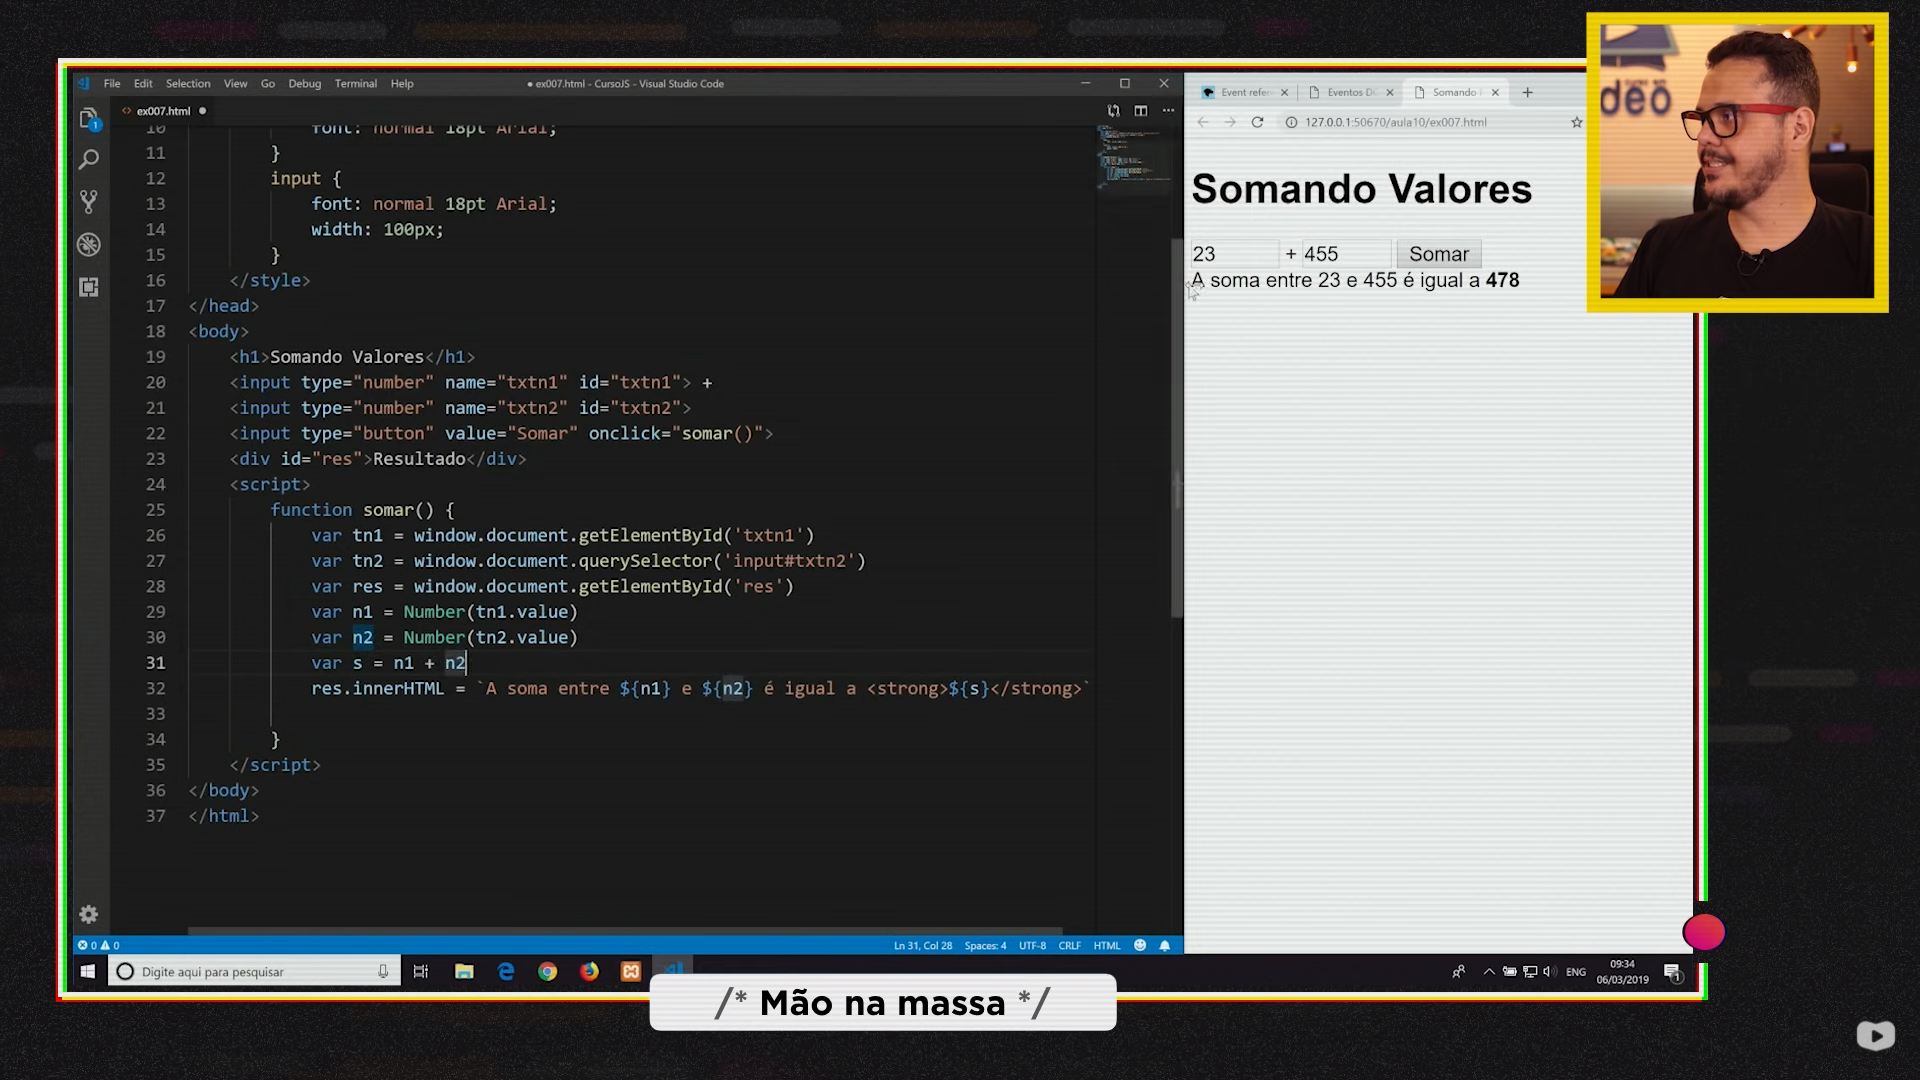 File Edit Selection View Go Debug Terminal Help
● ex007.html - CursoJS - Visual Studio Code
<> ex007.html ●
10 font: normal 18pt Arial;
11 }
12 input {
13 font: normal 18pt Arial;
14 width: 100px;
15 }
16 </style>
17 </head>
18 <body>
19 <h1>Somando Valores</h1>
20 <input type="number" name="txtn1" id="txtn1"> +
21 <input type="number" name="txtn2" id="txtn2">
22 <input type="button" value="Somar" onclick="somar()">
23 <div id="res">Resultado</div>
24 <script>
25 function somar() {
26 var tn1 = window.document.getElementById('txtn1')
27 var tn2 = window.document.querySelector('input#txtn2')
28 var res = window.document.getElementById('res')
29 var n1 = Number(tn1.value)
30 var n2 = Number(tn2.value)
31 var s = n1 + n2
32 res.innerHTML = `A soma entre ${n1} e ${n2} é igual a <strong>${s}</strong>`
33
34 }
35 </script>
36 </body>
37 </html>
1
0 0
Ln 31, Col 28 Spaces: 4 UTF-8 CRLF HTML
Event refe Eventos D Somando
127.0.0.1:50670/aula10/ex007.html
Somando Valores
23 + 455 Somar
A soma entre 23 e 455 é igual a 478
curso em
deo
Digite aqui para pesquisar
ENG
09:34
06/03/2019
1
/* Mão na massa */